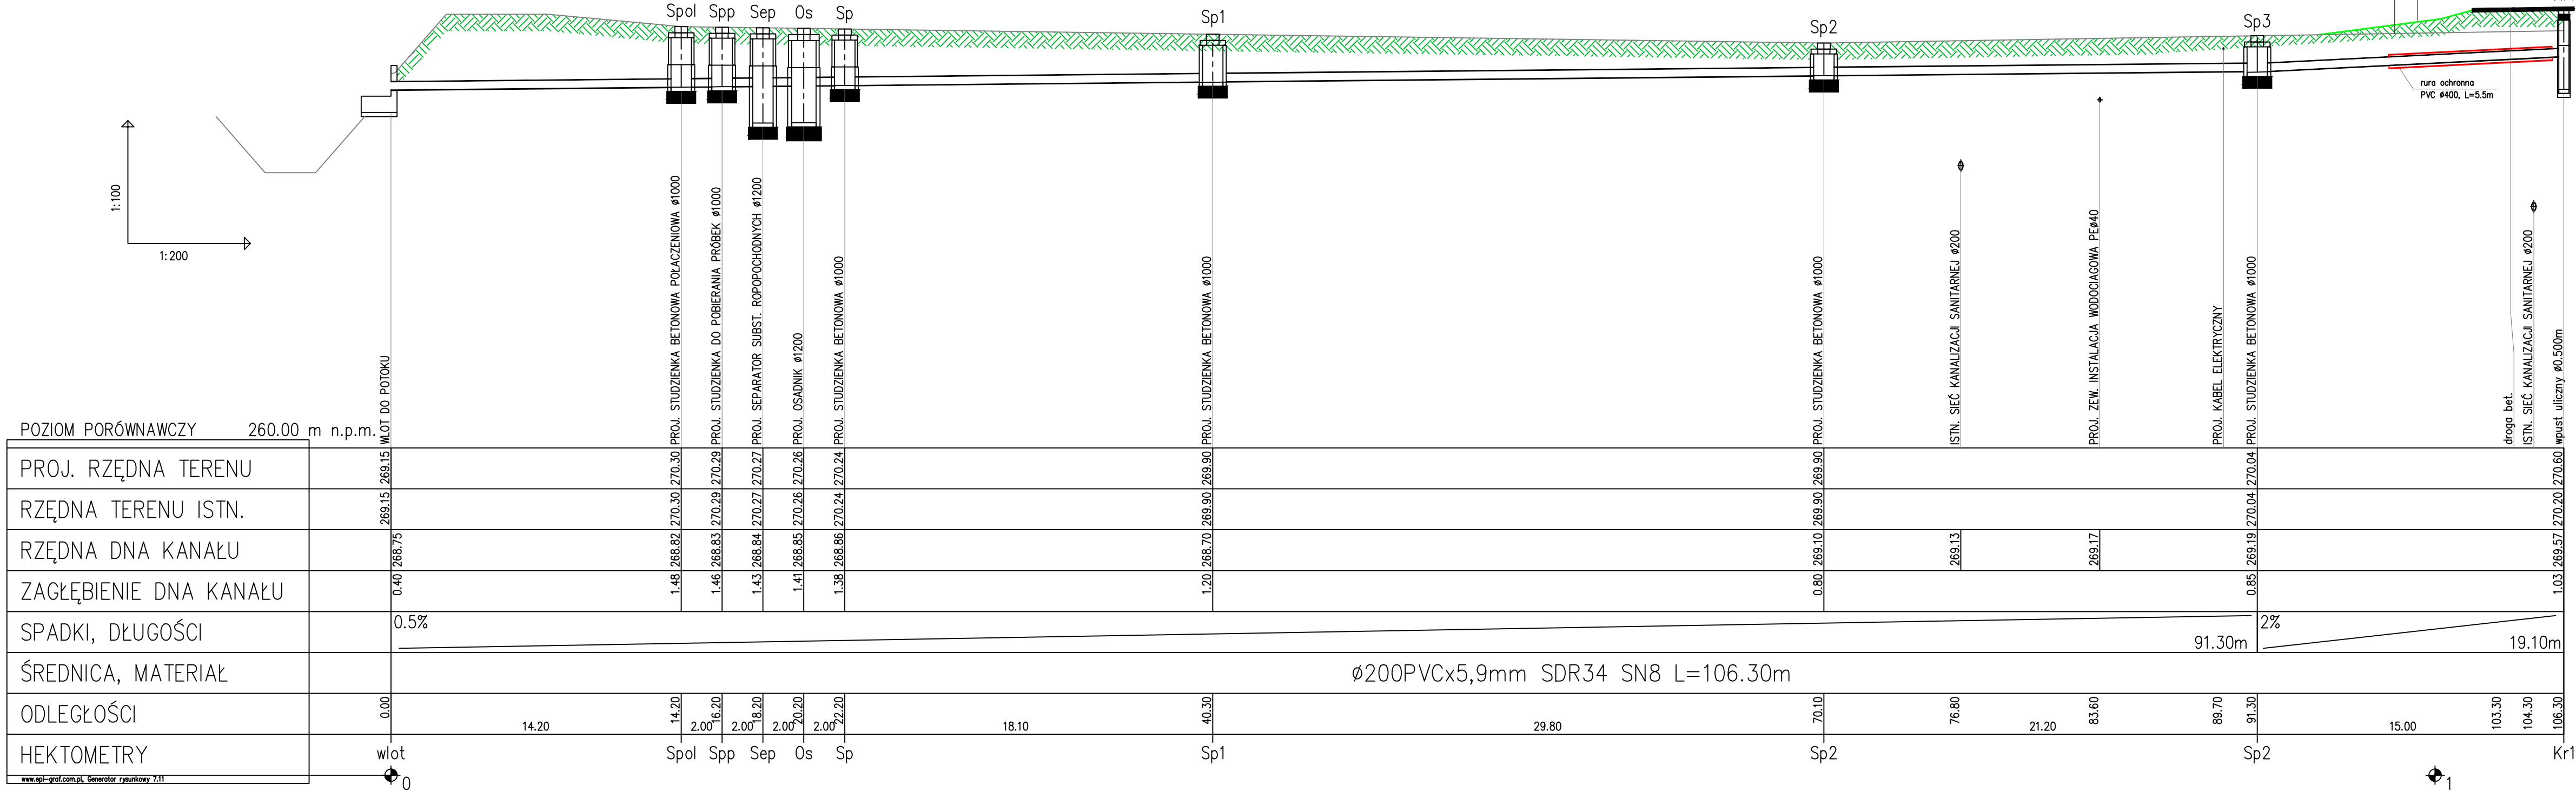 Spol Spp Sep Os Sp Sp1 Sp2 Sp3
rura ochronna
PVC ø400, L=5.5m
1:100
1:200
WLOT DO POTOKU
PROJ. STUDZIENKA BETONOWA POŁACZENIOWA ø1000
PROJ. STUDZIENKA DO POBIERANIA PRÓBEK ø1000
PROJ. SEPARATOR SUBST. ROPOPOCHODNYCH ø1200
PROJ. OSADNIK ø1200
PROJ. STUDZIENKA BETONOWA ø1000
PROJ. STUDZIENKA BETONOWA ø1000
PROJ. STUDZIENKA BETONOWA ø1000
ISTN. SIEĆ KANALIZACJI SANITARNEJ ø200
PROJ. ZEW. INSTALACJA WODOCIAGOWA PEø40
PROJ. KABEL ELEKTRYCZNY
PROJ. STUDZIENKA BETONOWA ø1000
droga bet.
ISTN. SIEĆ KANALIZACJI SANITARNEJ ø200
wpust uliczny ø0.500m
POZIOM PORÓWNAWCZY 260.00 m n.p.m.
PROJ. RZĘDNA TERENU 269.15 270.30 270.29 270.27 270.26 270.24 269.90 269.90 270.04 270.60
RZĘDNA TERENU ISTN. 269.15 270.30 270.29 270.27 270.26 270.24 269.90 269.90 270.04 270.20
RZĘDNA DNA KANAŁU 268.75 268.82 268.83 268.84 268.85 268.86 268.70 269.10 269.13 269.17 269.19 269.57
ZAGŁĘBIENIE DNA KANAŁU 0.40 1.48 1.46 1.43 1.41 1.38 1.20 0.80 0.85 1.03
SPADKI, DŁUGOŚCI 0.5% 91.30m 2% 19.10m
ŚREDNICA, MATERIAŁ ø200PVCx5,9mm SDR34 SN8 L=106.30m
ODLEGŁOŚCI 0.00 14.20 16.20 18.20 20.20 22.20 40.30 70.10 76.80 83.60 89.70 91.30 103.30 104.30 106.30
14.20 2.00 2.00 2.00 2.00 18.10 29.80 21.20 15.00
HEKTOMETRY wlot Spol Spp Sep Os Sp Sp1 Sp2 Sp2 Kr1
www.epi-graf.com.pl, Generator rysunkowy 7.11
0 1